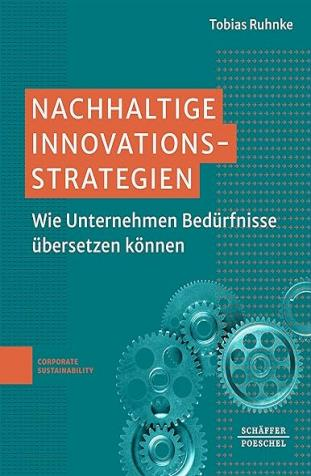 Tobias Ruhnke
NACHHALTIGE
INNOVATIONS-
STRATEGIEN
Wie Unternehmen Bedürfnisse
übersetzen können
CORPORATE
SUSTAINABILITY
SCHÄFFER
POESCHEL